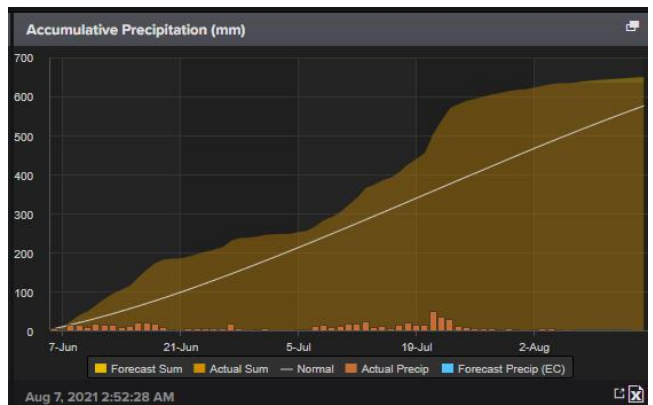 Accumulative Precipitation (mm)
700
600
500
400
300
200
100
0
7-Jun 21-Jun 5-Jul 19-Jul 2-Aug
Forecast Sum Actual Sum Normal Actual Precip Forecast Precip (EC)
Aug 7, 2021 2:52:28 AM